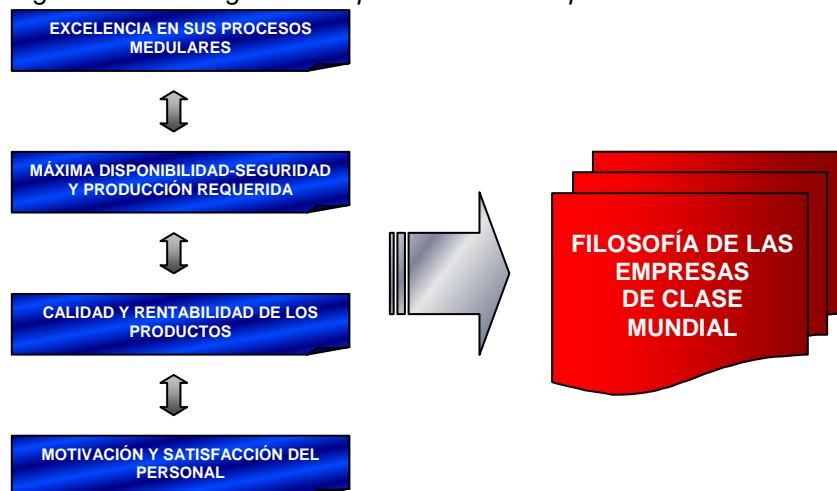 EXCELENCIA EN SUS PROCESOS
MEDULARES
MÁXIMA DISPONIBILIDAD-SEGURIDAD
Y PRODUCCIÓN REQUERIDA
CALIDAD Y RENTABILIDAD DE LOS
PRODUCTOS
MOTIVACIÓN Y SATISFACCIÓN DEL
PERSONAL
FILOSOFÍA DE LAS
EMPRESAS
DE CLASE
MUNDIAL